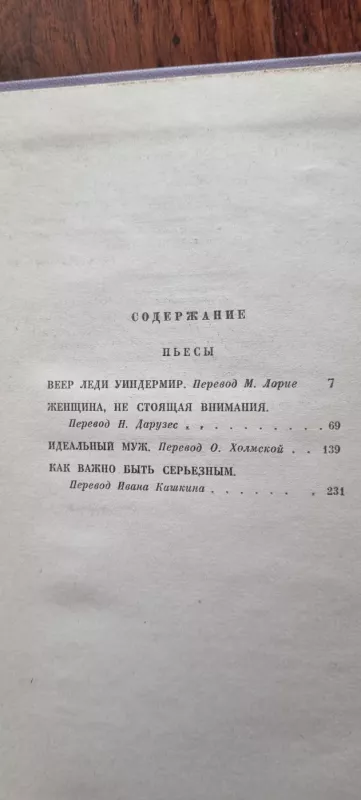 СОДЕРЖАНИЕ
ПЬЕСЫ
ВЕЕР ЛЕДИ УИНДЕРМИР. Перевод М. Лорие 7
ЖЕНЩИНА, НЕ СТОЯЩАЯ ВНИМАНИЯ.
Перевод Н. Дарузес . . . . . . . . 69
ИДЕАЛЬНЫЙ МУЖ. Перевод О. Холмской . . 139
КАК ВАЖНО БЫТЬ СЕРЬЕЗНЫМ.
Перевод Ивана Кашкина . . . . . . 231